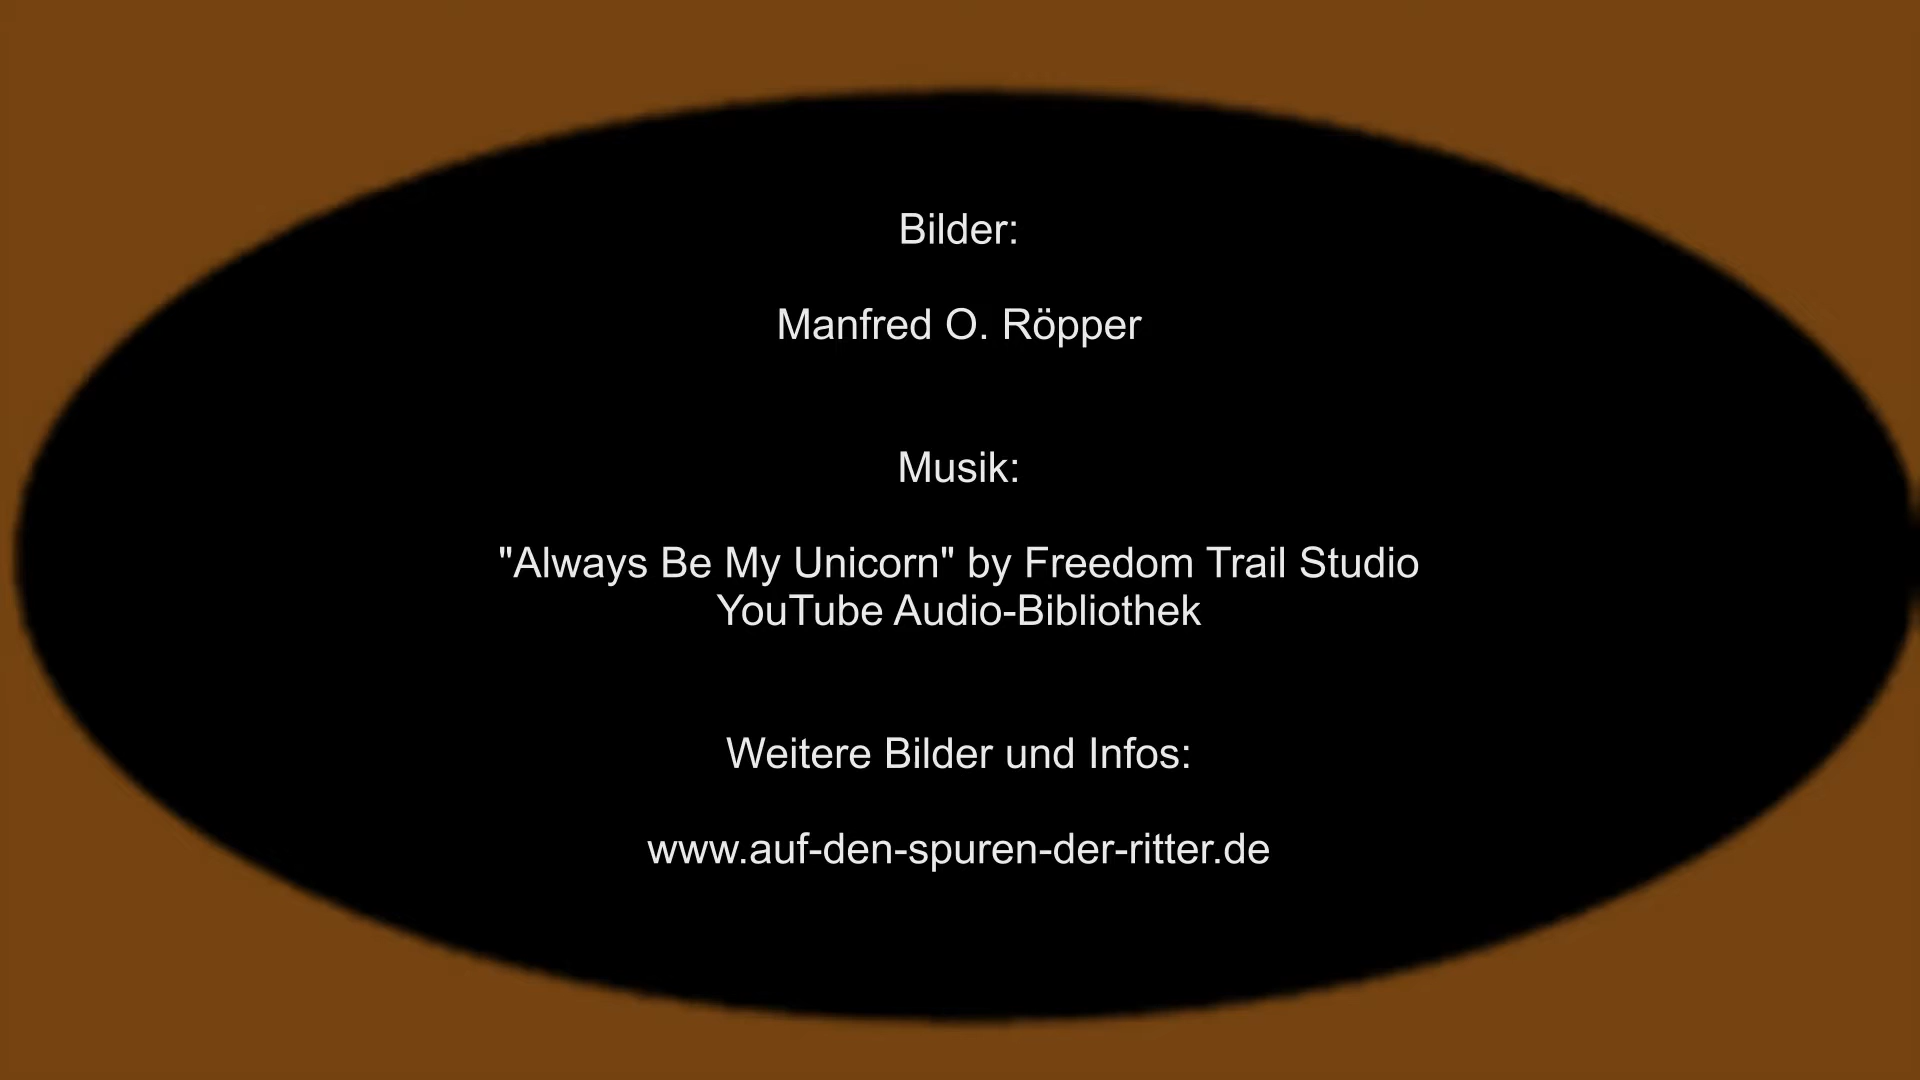 Bilder:
Manfred O. Röpper
Musik:
"Always Be My Unicorn" by Freedom Trail Studio
YouTube Audio-Bibliothek
Weitere Bilder und Infos:
www.auf-den-spuren-der-ritter.de